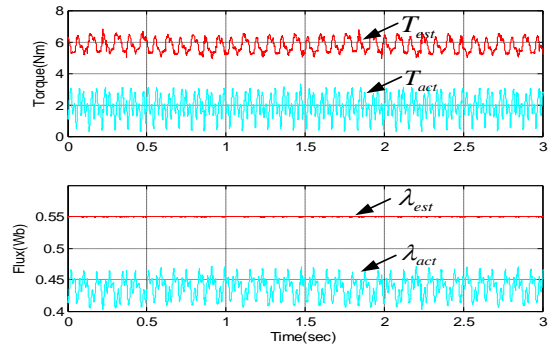 8
6
4
2
0
Torque(Nm)
T_est
T_act
0 0.5 1 1.5 2 2.5 3
0.55
0.5
0.45
0.4
Flux(Wb)
λ_est
λ_act
0 0.5 1 1.5 2 2.5 3
Time(sec)